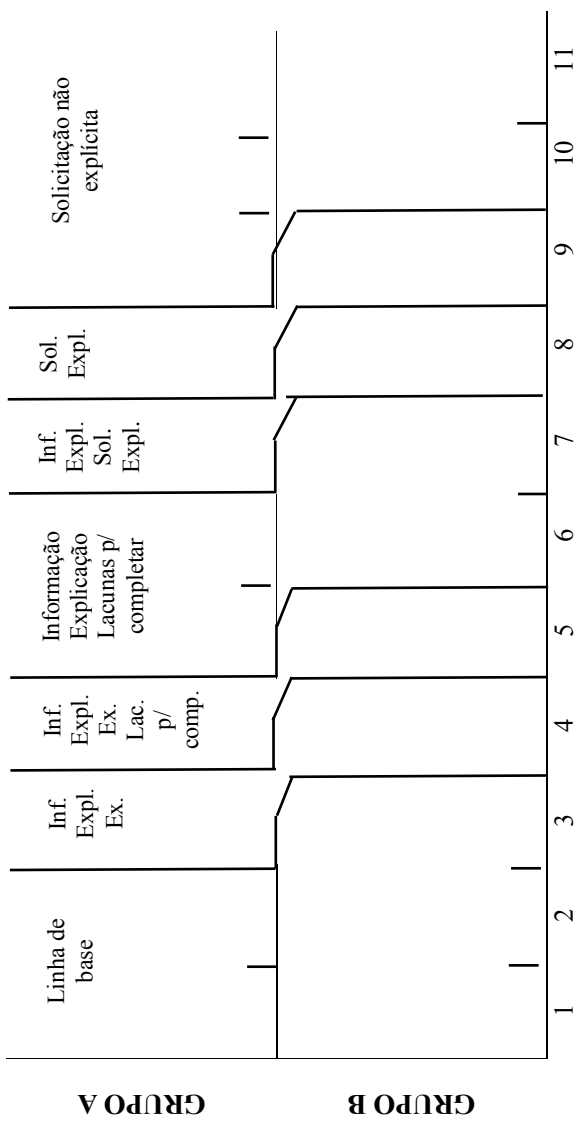 Linha de
base
Inf.
Expl.
Ex.
Inf.
Expl.
Ex.
Lac.
p/
comp.
Informação
Explicação
Lacunas p/
completar
Inf.
Expl.
Sol.
Expl.
Sol.
Expl.
Solicitação não
explícita
GRUPO A
GRUPO B
1 2 3 4 5 6 7 8 9 10 11